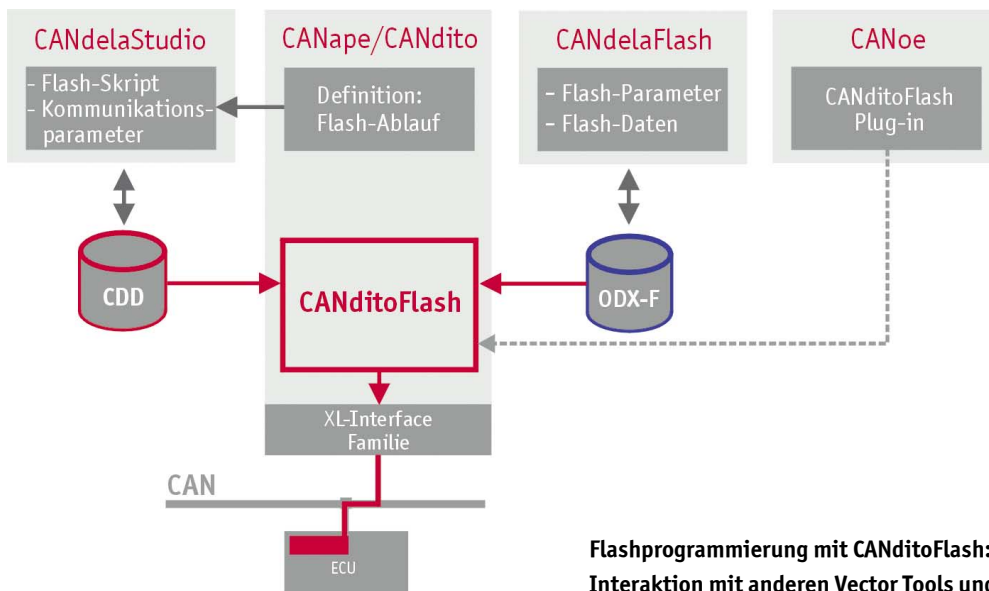 CANdelaStudio
- Flash-Skript
- Kommunikations-
parameter
CANape/CANdito
Definition:
Flash-Ablauf
CANdelaFlash
- Flash-Parameter
- Flash-Daten
CANoe
CANditoFlash
Plug-in
CDD
CANditoFlash
ODX-F
XL-Interface
Familie
CAN
ECU
Flashprogrammierung mit CANditoFlash:
Interaktion mit anderen Vector Tools und